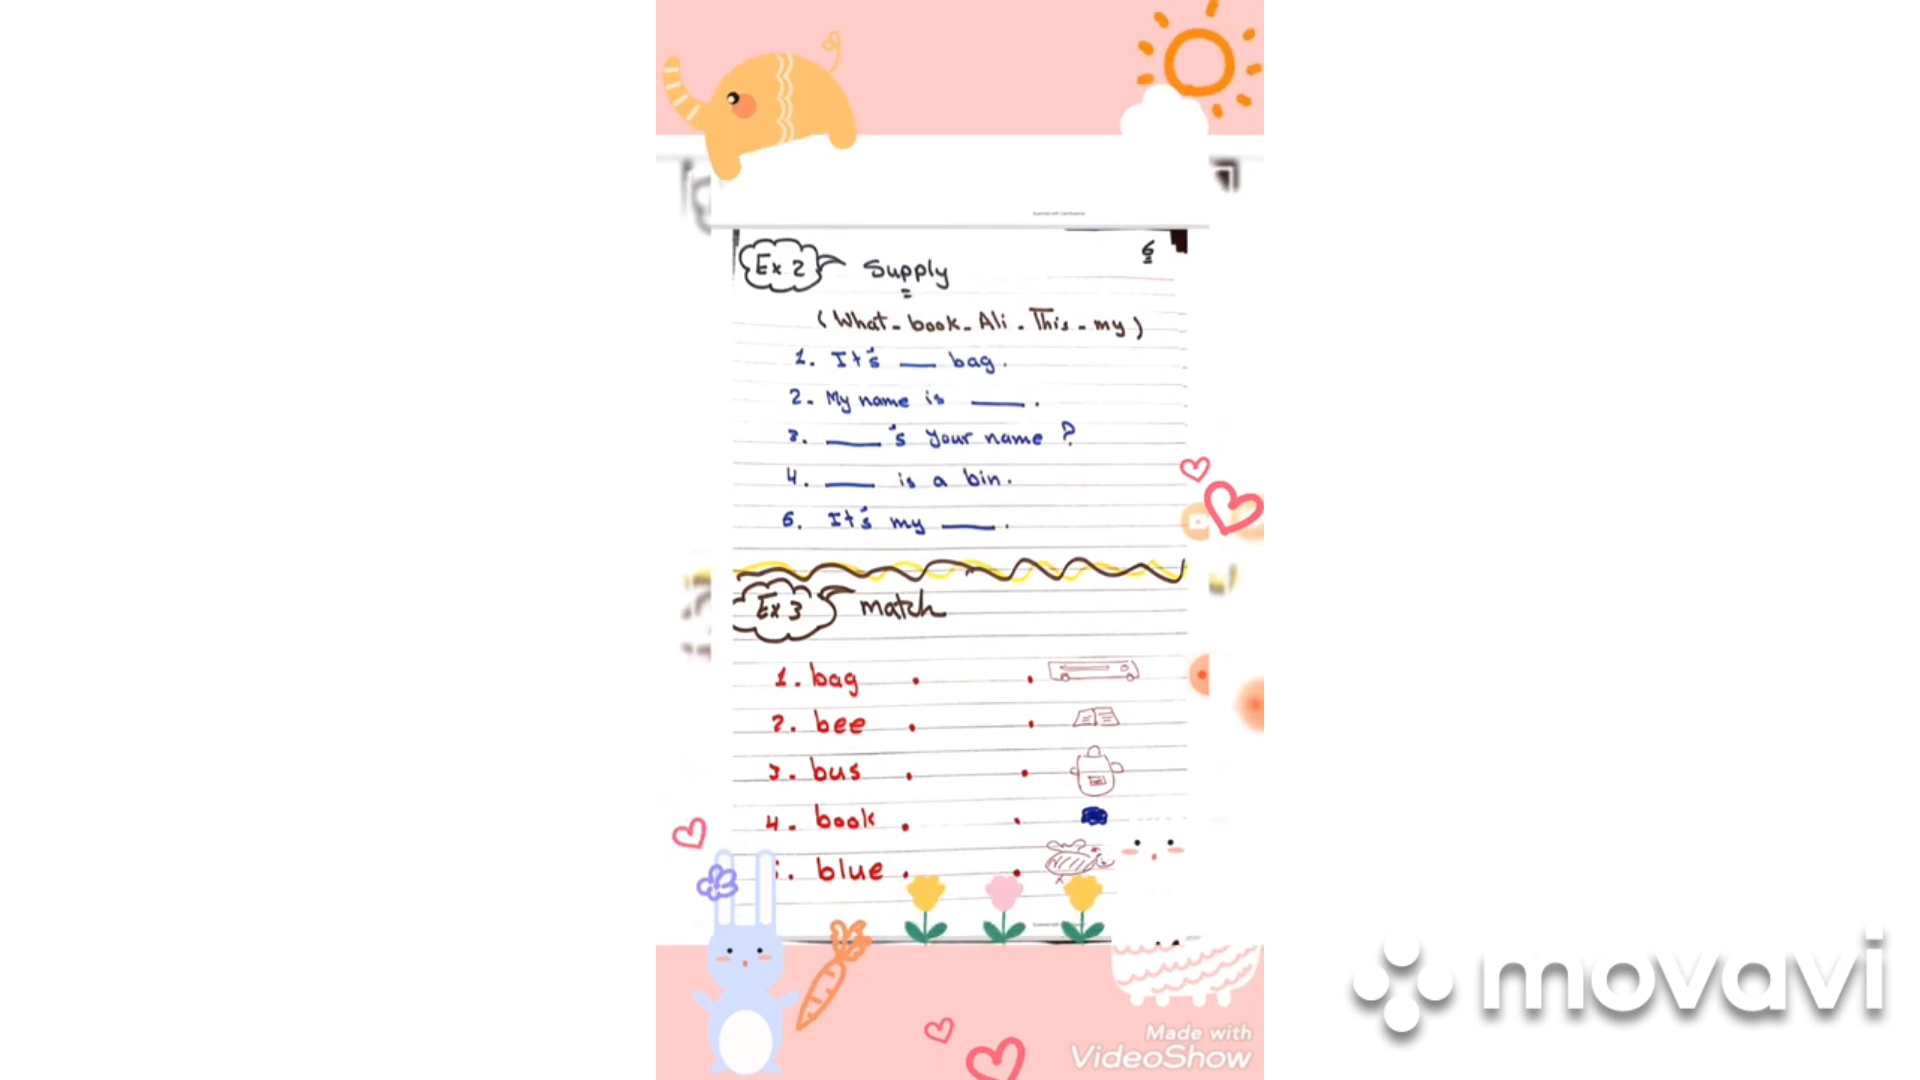 6
Ex 2 Supply
(What - book - Ali - This - my)
1. It's ___ bag.
2. My name is ___.
3. ___'s your name?
4. ___ is a bin.
5. It's my ___.
Ex 3 match
1. bag
2. bee
3. bus
4. book
. blue
movavi
Made with
VideoShow